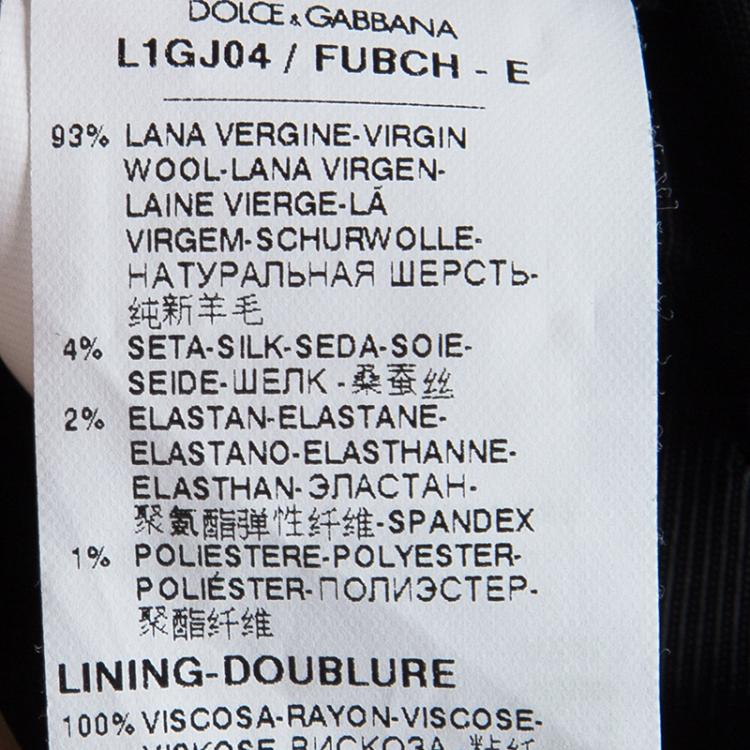 DOLCE & GABBANA
L1GJ04 / FUBCH - E
93% LANA VERGINE-VIRGIN
WOOL-LANA VIRGEN-
LAINE VIERGE-LÃ
VIRGEM-SCHURWOLLE-
НАТУРАЛЬНАЯ ШЕРСТЬ-
纯新羊毛
4% SETA-SILK-SEDA-SOIE-
SEIDE-ШЕЛК -桑蚕丝
2% ELASTAN-ELASTANE-
ELASTANO-ELASTHANNE-
ELASTHAN-ЭЛАСТАН-
聚氨酯弹性纤维-SPANDEX
1% POLIESTERE-POLYESTER-
POLIÉSTER-ПОЛИЭСТЕР-
聚酯纤维
LINING-DOUBLURE
100% VISCOSA-RAYON-VISCOSE-
VISKOSE-ВИСКОЗА